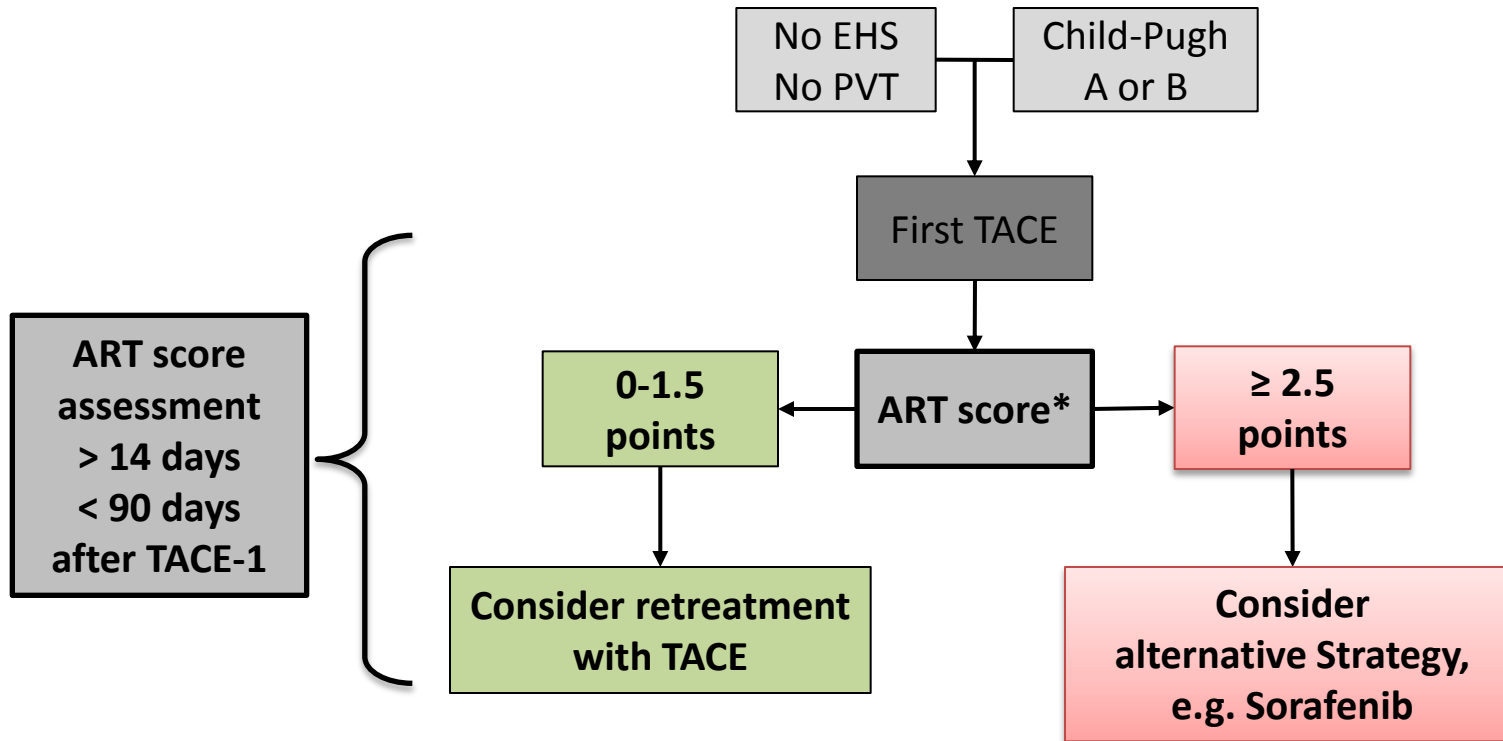 No EHS
No PVT
Child-Pugh
A or B
First TACE
ART score
assessment
> 14 days
< 90 days
after TACE-1
0-1.5
points
ART score*
≥ 2.5
points
Consider retreatment
with TACE
Consider
alternative Strategy,
e.g. Sorafenib